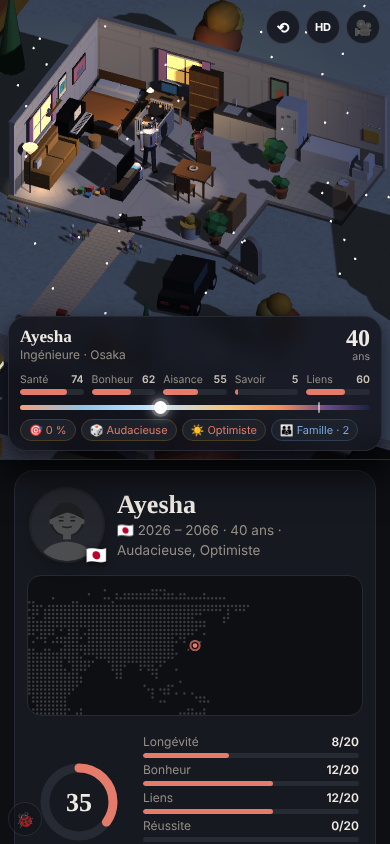 HD
Ayesha
40
Ingénieure · Osaka
ans
Santé 74 Bonheur 62 Aisance 55 Savoir 5 Liens 60
0 % Audacieuse Optimiste Famille · 2
Ayesha
2026 – 2066 · 40 ans ·
Audacieuse, Optimiste
Longévité 8/20
Bonheur 12/20
35
Liens 12/20
Réussite 0/20